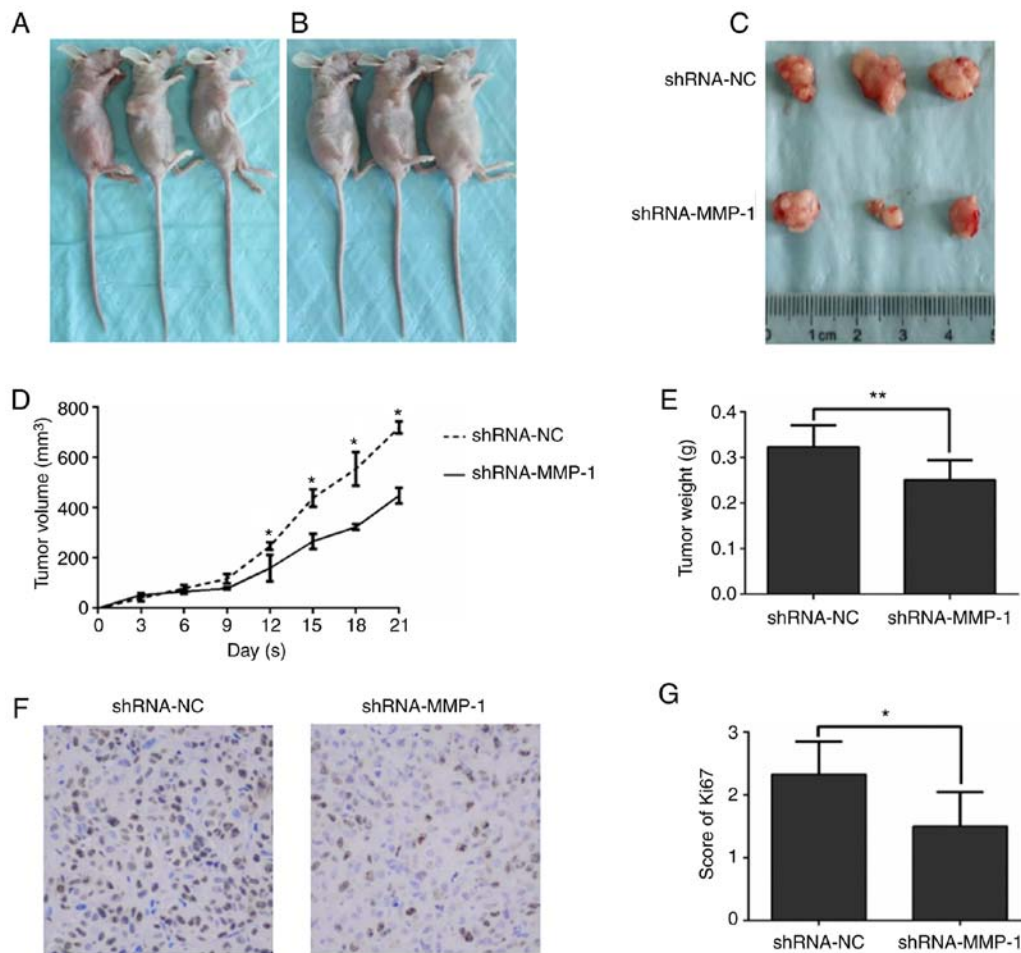 A
B
C
shRNA-NC
shRNA-MMP-1
0 1 cm 2 3 4 5
D
Tumor volume (mm³)
800
600
400
200
0
0 3 6 9 12 15 18 21
Day (s)
* * * *
shRNA-NC
shRNA-MMP-1
E
Tumor weight (g)
0.4
0.3
0.2
0.1
0.0
**
shRNA-NC shRNA-MMP-1
F
shRNA-NC shRNA-MMP-1
G
Score of Ki67
3
2
1
0
*
shRNA-NC shRNA-MMP-1